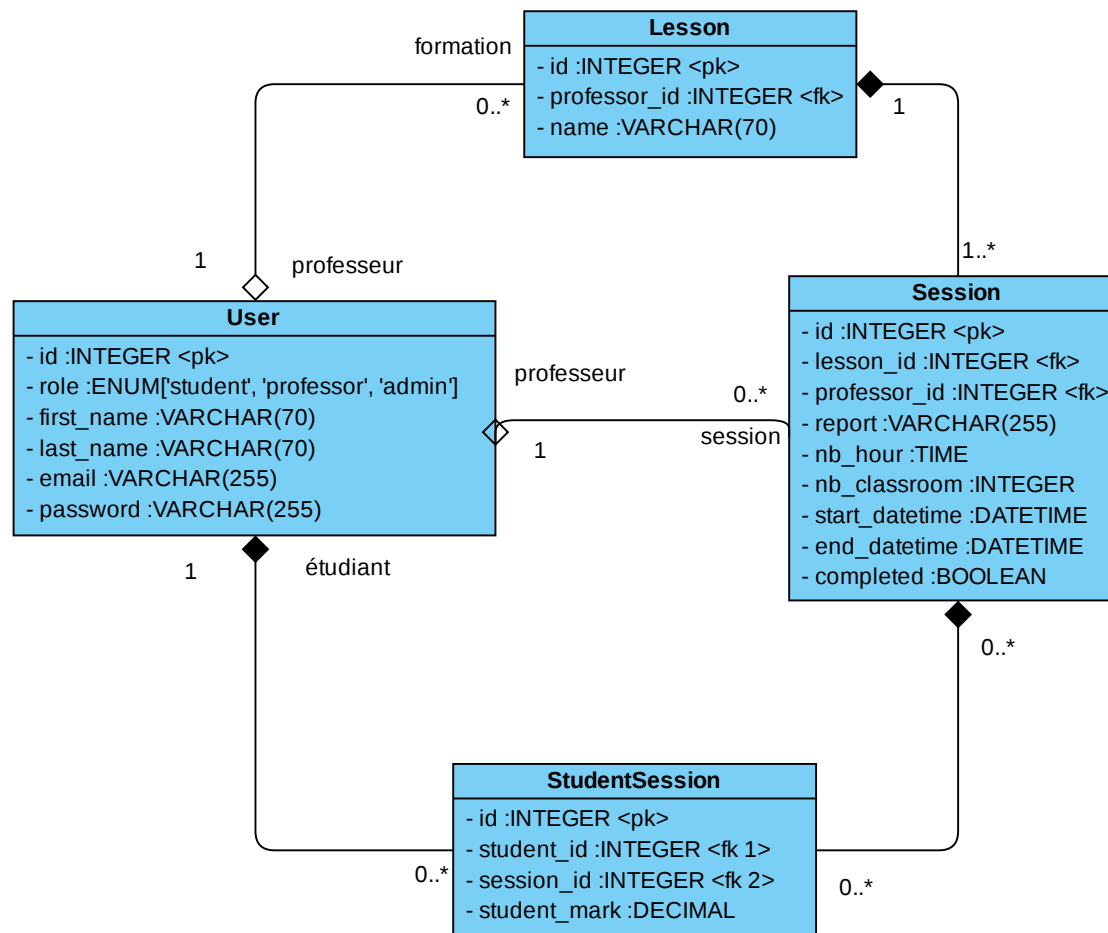 Lesson
- id :INTEGER <pk>
- professor_id :INTEGER <fk>
- name :VARCHAR(70)
formation
0..*
1
1
professeur
1..*
User
- id :INTEGER <pk>
- role :ENUM['student', 'professor', 'admin']
- first_name :VARCHAR(70)
- last_name :VARCHAR(70)
- email :VARCHAR(255)
- password :VARCHAR(255)
professeur
1
0..*
session
Session
- id :INTEGER <pk>
- lesson_id :INTEGER <fk>
- professor_id :INTEGER <fk>
- report :VARCHAR(255)
- nb_hour :TIME
- nb_classroom :INTEGER
- start_datetime :DATETIME
- end_datetime :DATETIME
- completed :BOOLEAN
1
étudiant
0..*
StudentSession
- id :INTEGER <pk>
- student_id :INTEGER <fk 1>
- session_id :INTEGER <fk 2>
- student_mark :DECIMAL
0..*
0..*